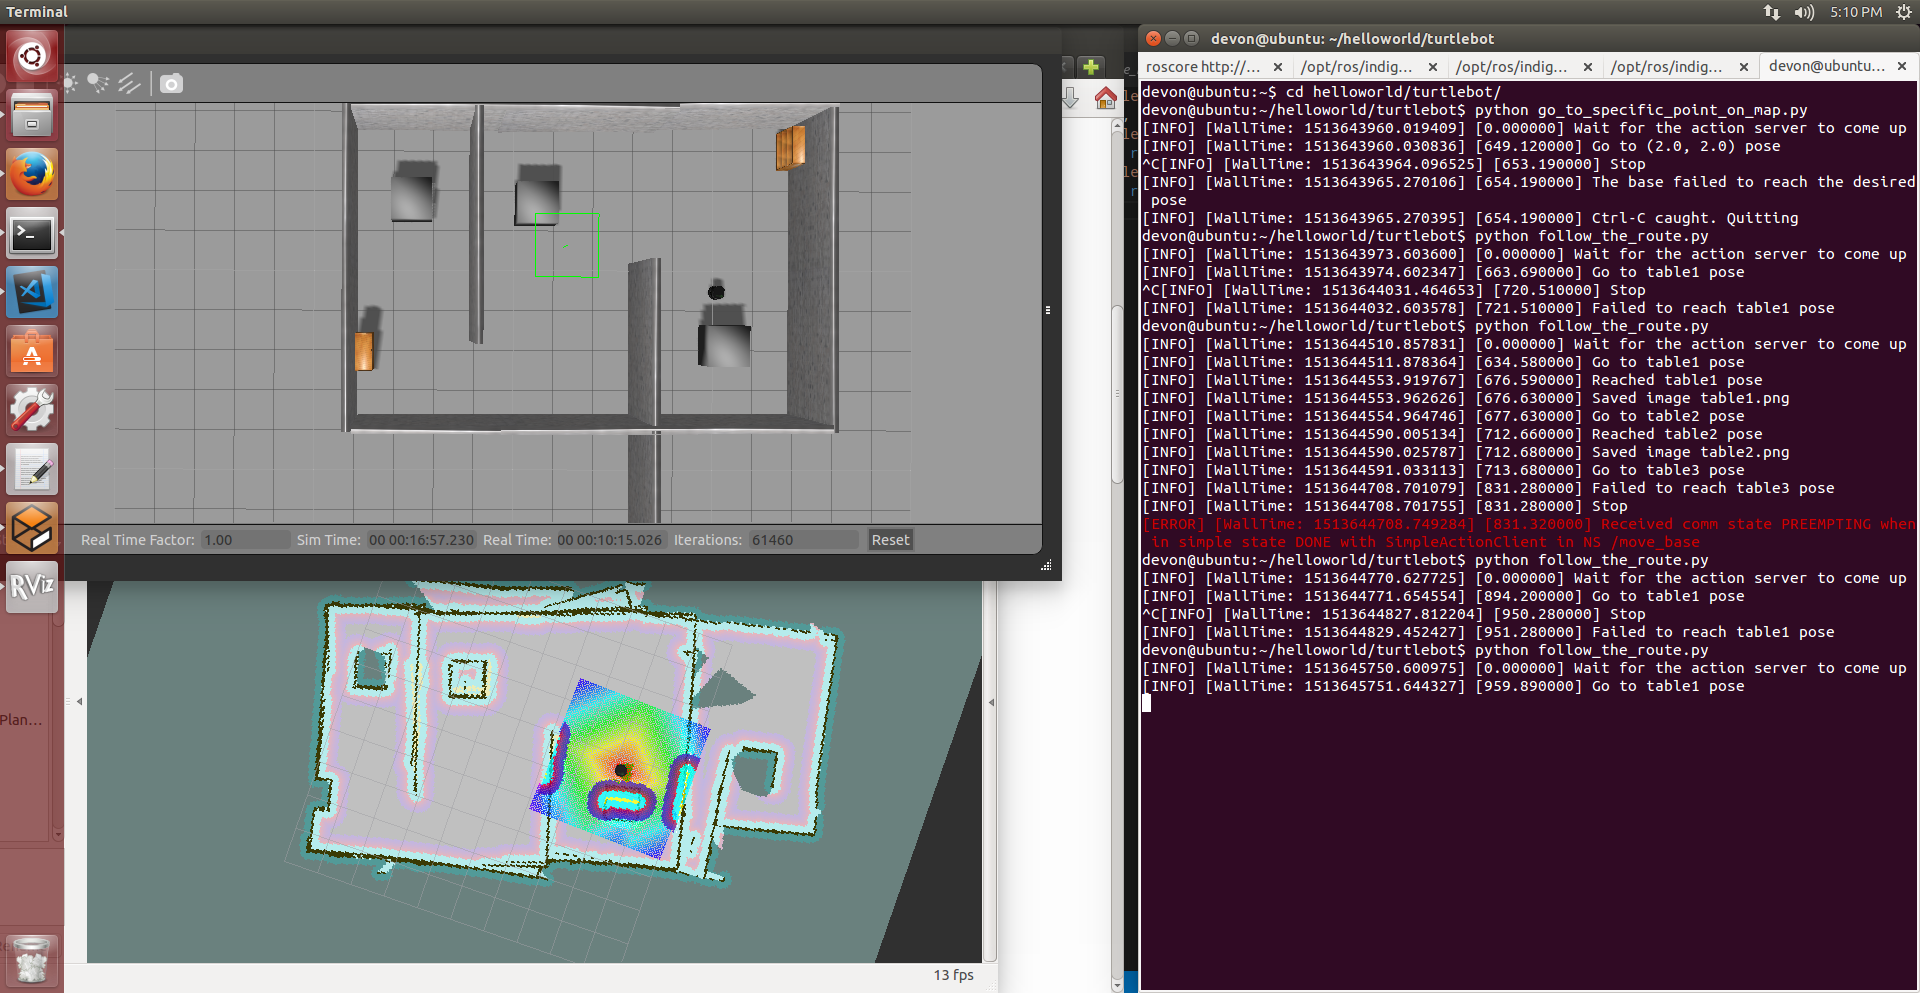 Terminal
5:10 PM
devon@ubuntu: ~/helloworld/turtlebot
roscore http://... × /opt/ros/indig... × /opt/ros/indig... × /opt/ros/indig... × devon@ubuntu... ×
devon@ubuntu:~$ cd helloworld/turtlebot/
devon@ubuntu:~/helloworld/turtlebot$ python go_to_specific_point_on_map.py
[INFO] [WallTime: 1513643960.019409] [0.000000] Wait for the action server to come up
[INFO] [WallTime: 1513643960.030836] [649.120000] Go to (2.0, 2.0) pose
^C[INFO] [WallTime: 1513643964.096525] [653.190000] Stop
[INFO] [WallTime: 1513643965.270106] [654.190000] The base failed to reach the desired
pose
[INFO] [WallTime: 1513643965.270395] [654.190000] Ctrl-C caught. Quitting
devon@ubuntu:~/helloworld/turtlebot$ python follow_the_route.py
[INFO] [WallTime: 1513643973.603600] [0.000000] Wait for the action server to come up
[INFO] [WallTime: 1513643974.602347] [663.690000] Go to table1 pose
^C[INFO] [WallTime: 1513644031.464653] [720.510000] Stop
[INFO] [WallTime: 1513644032.603578] [721.510000] Failed to reach table1 pose
devon@ubuntu:~/helloworld/turtlebot$ python follow_the_route.py
[INFO] [WallTime: 1513644510.857831] [0.000000] Wait for the action server to come up
[INFO] [WallTime: 1513644511.878364] [634.580000] Go to table1 pose
[INFO] [WallTime: 1513644553.919767] [676.590000] Reached table1 pose
[INFO] [WallTime: 1513644553.962626] [676.630000] Saved image table1.png
[INFO] [WallTime: 1513644554.964746] [677.630000] Go to table2 pose
[INFO] [WallTime: 1513644590.005134] [712.660000] Reached table2 pose
[INFO] [WallTime: 1513644590.025787] [712.680000] Saved image table2.png
[INFO] [WallTime: 1513644591.033113] [713.680000] Go to table3 pose
[INFO] [WallTime: 1513644708.701079] [831.280000] Failed to reach table3 pose
[INFO] [WallTime: 1513644708.701755] [831.280000] Stop
[ERROR] [WallTime: 1513644708.749284] [831.320000] Received comm state PREEMPTING when
in simple state DONE with SimpleActionClient in NS /move_base
devon@ubuntu:~/helloworld/turtlebot$ python follow_the_route.py
[INFO] [WallTime: 1513644770.627725] [0.000000] Wait for the action server to come up
[INFO] [WallTime: 1513644771.654554] [894.200000] Go to table1 pose
^C[INFO] [WallTime: 1513644827.812204] [950.280000] Stop
[INFO] [WallTime: 1513644829.452427] [951.280000] Failed to reach table1 pose
devon@ubuntu:~/helloworld/turtlebot$ python follow_the_route.py
[INFO] [WallTime: 1513645750.600975] [0.000000] Wait for the action server to come up
[INFO] [WallTime: 1513645751.644327] [959.890000] Go to table1 pose
Real Time Factor: 1.00 Sim Time: 00 00:16:57.230 Real Time: 00 00:10:15.026 Iterations: 61460 Reset
RViz
Plan...
13 fps